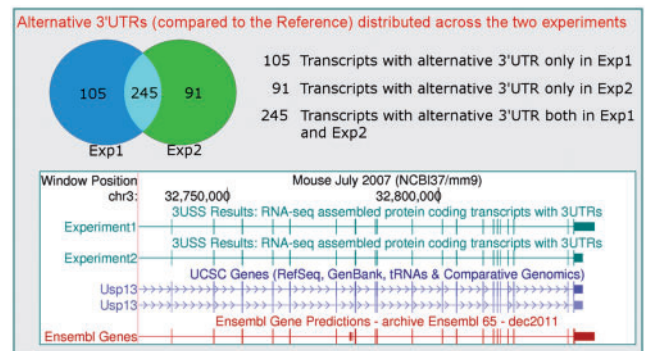 Alternative 3'UTRs (compared to the Reference) distributed across the two experiments
105
245
91
Exp1
Exp2
105 Transcripts with alternative 3'UTR only in Exp1
91 Transcripts with alternative 3'UTR only in Exp2
245 Transcripts with alternative 3'UTR both in Exp1
and Exp2
Window Position
Mouse July 2007 (NCBI37/mm9)
chr3:
32,750,000
32,800,000
3USS Results: RNA-seq assembled protein coding transcripts with 3UTRs
Experiment1
3USS Results: RNA-seq assembled protein coding transcripts with 3UTRs
Experiment2
UCSC Genes (RefSeq, GenBank, tRNAs & Comparative Genomics)
Usp13
Usp13
Ensembl Gene Predictions - archive Ensembl 65 - dec2011
Ensembl Genes